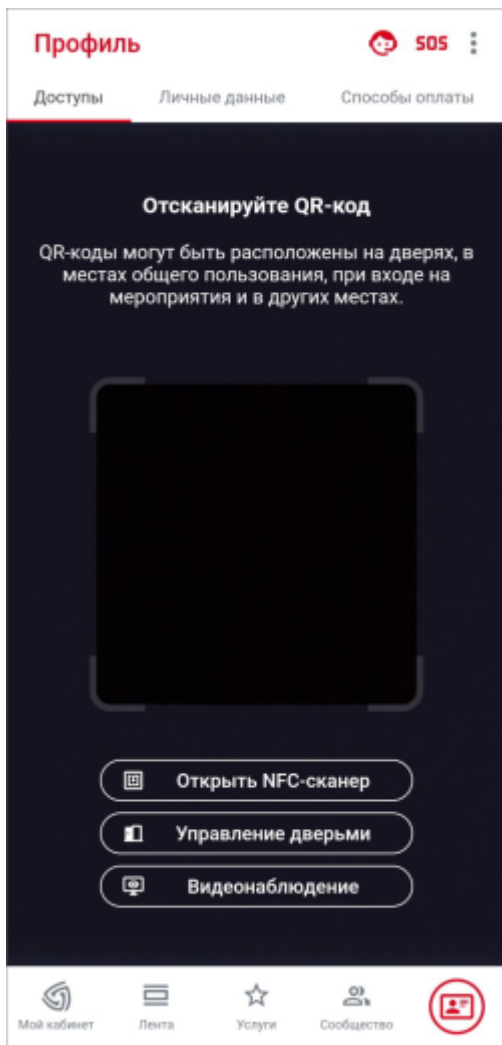 Профиль
SOS
Доступы
Личные данные
Способы оплаты
Отсканируйте QR-код
QR-коды могут быть расположены на дверях, в
местах общего пользования, при входе на
мероприятия и в других местах.
Открыть NFC-сканер
Управление дверьми
Видеонаблюдение
Мой кабинет
Лента
Услуги
Сообщество